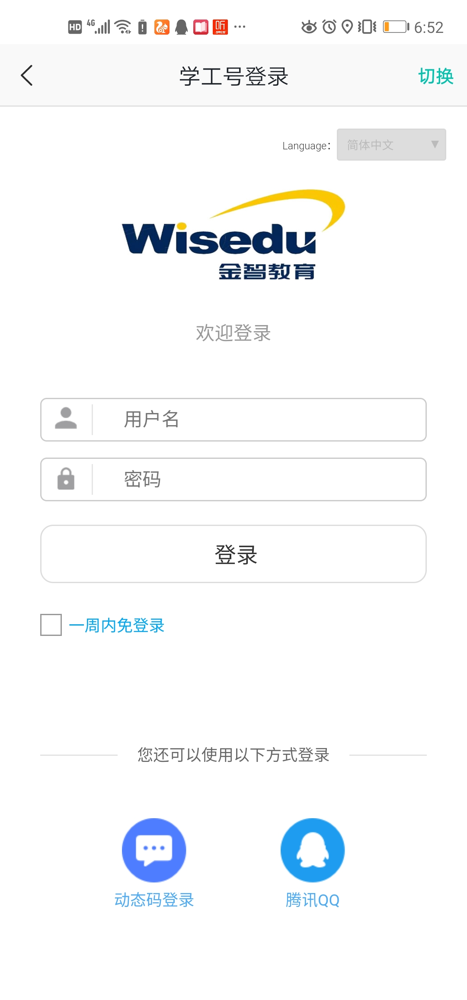 HD 4G 听 6:52
学工号登录 切换
Language: 简体中文
Wisedu
金智教育
欢迎登录
用户名
密码
登录
一周内免登录
您还可以使用以下方式登录
动态码登录 腾讯QQ